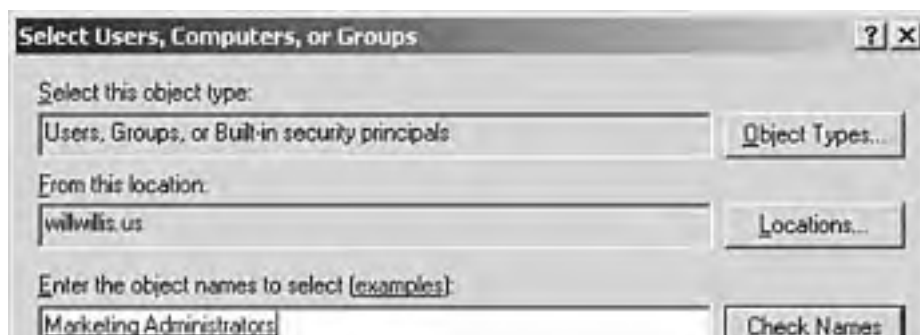 Select Users, Computers, or Groups
Select this object type:
Users, Groups, or Built-in security principals
Object Types...
From this location:
willwillis.us
Locations...
Enter the object names to select (examples):
Marketing Administrators
Check Names